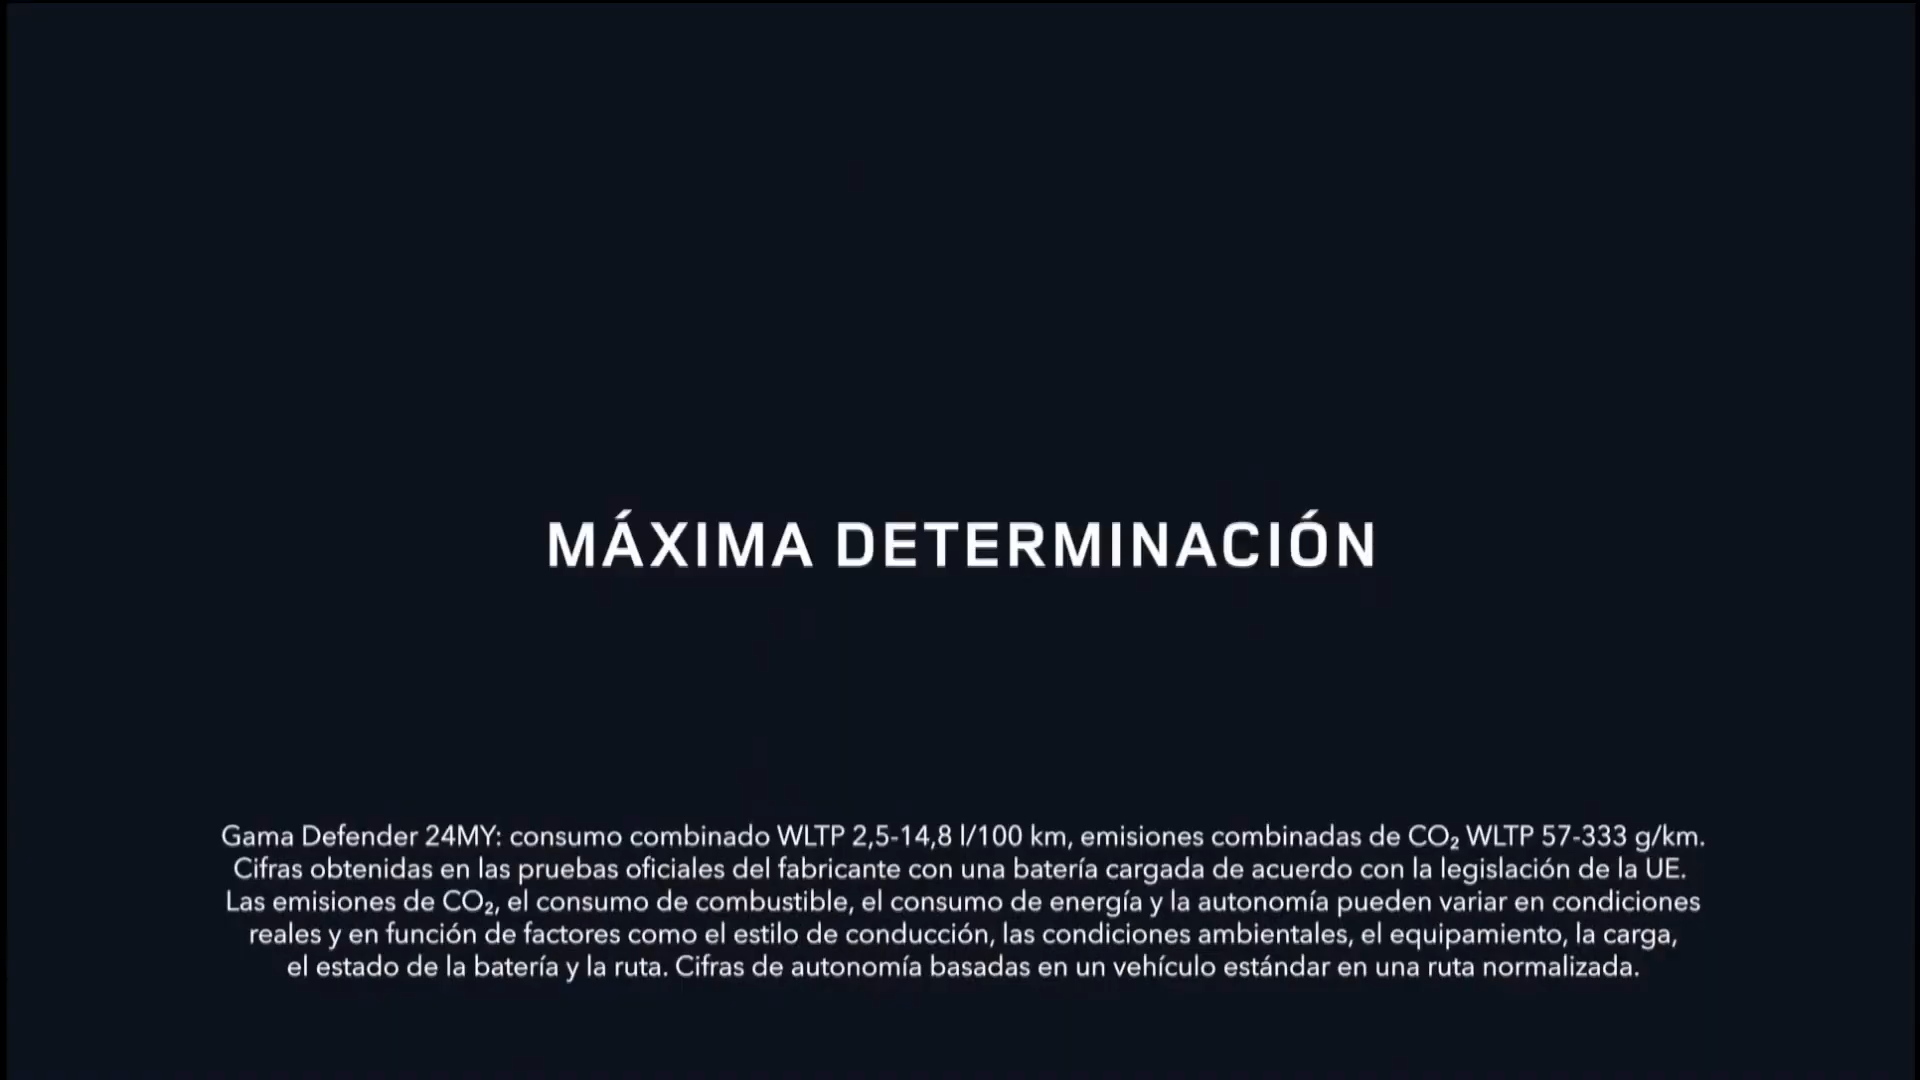 MÁXIMA DETERMINACIÓN
Gama Defender 24MY: consumo combinado WLTP 2,5-14,8 l/100 km, emisiones combinadas de CO₂ WLTP 57-333 g/km.
Cifras obtenidas en las pruebas oficiales del fabricante con una batería cargada de acuerdo con la legislación de la UE.
Las emisiones de CO₂, el consumo de combustible, el consumo de energía y la autonomía pueden variar en condiciones
reales y en función de factores como el estilo de conducción, las condiciones ambientales, el equipamiento, la carga,
el estado de la batería y la ruta. Cifras de autonomía basadas en un vehículo estándar en una ruta normalizada.